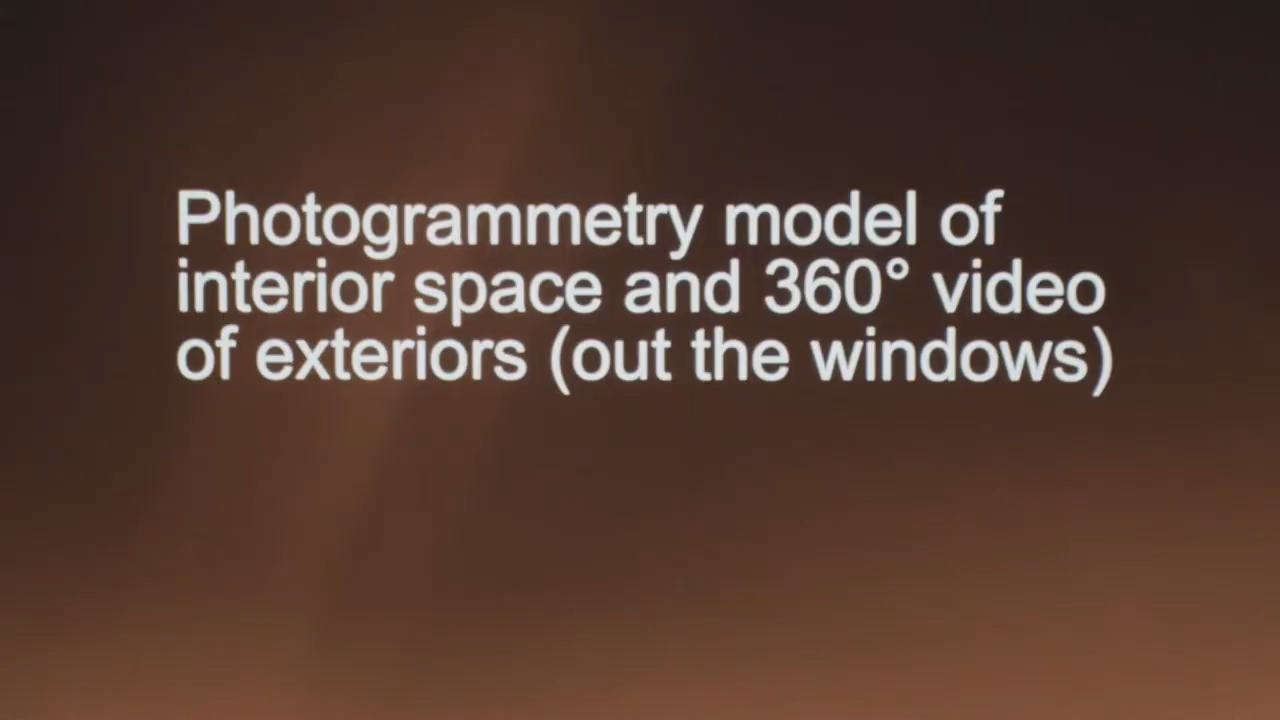 Photogrammetry model of
interior space and 360° video
of exteriors (out the windows)